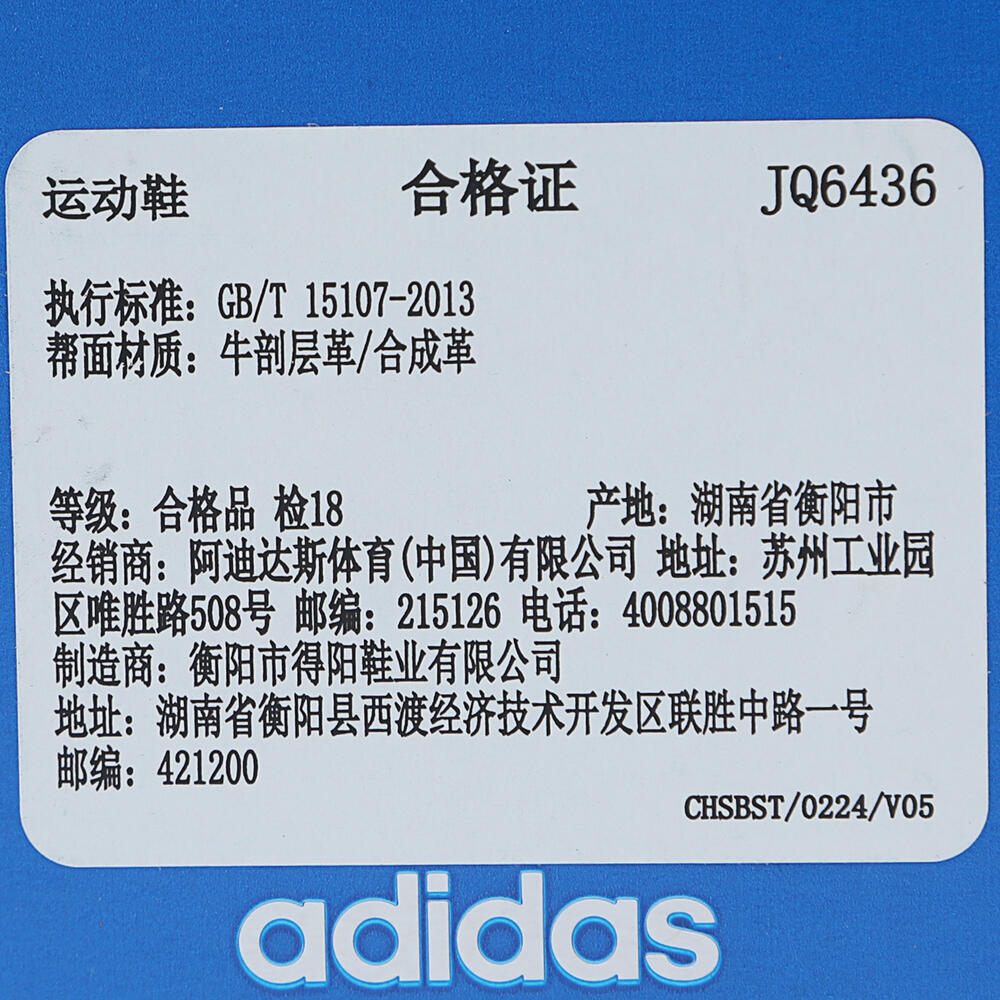 运动鞋 合格证 JQ6436
执行标准：GB/T 15107-2013
帮面材质：牛剖层革/合成革
等级：合格品 检18 产地：湖南省衡阳市
经销商：阿迪达斯体育(中国)有限公司 地址：苏州工业园
区唯胜路508号 邮编：215126 电话：4008801515
制造商：衡阳市得阳鞋业有限公司
地址：湖南省衡阳县西渡经济技术开发区联胜中路一号
邮编：421200
CHSBST/0224/V05
adidas